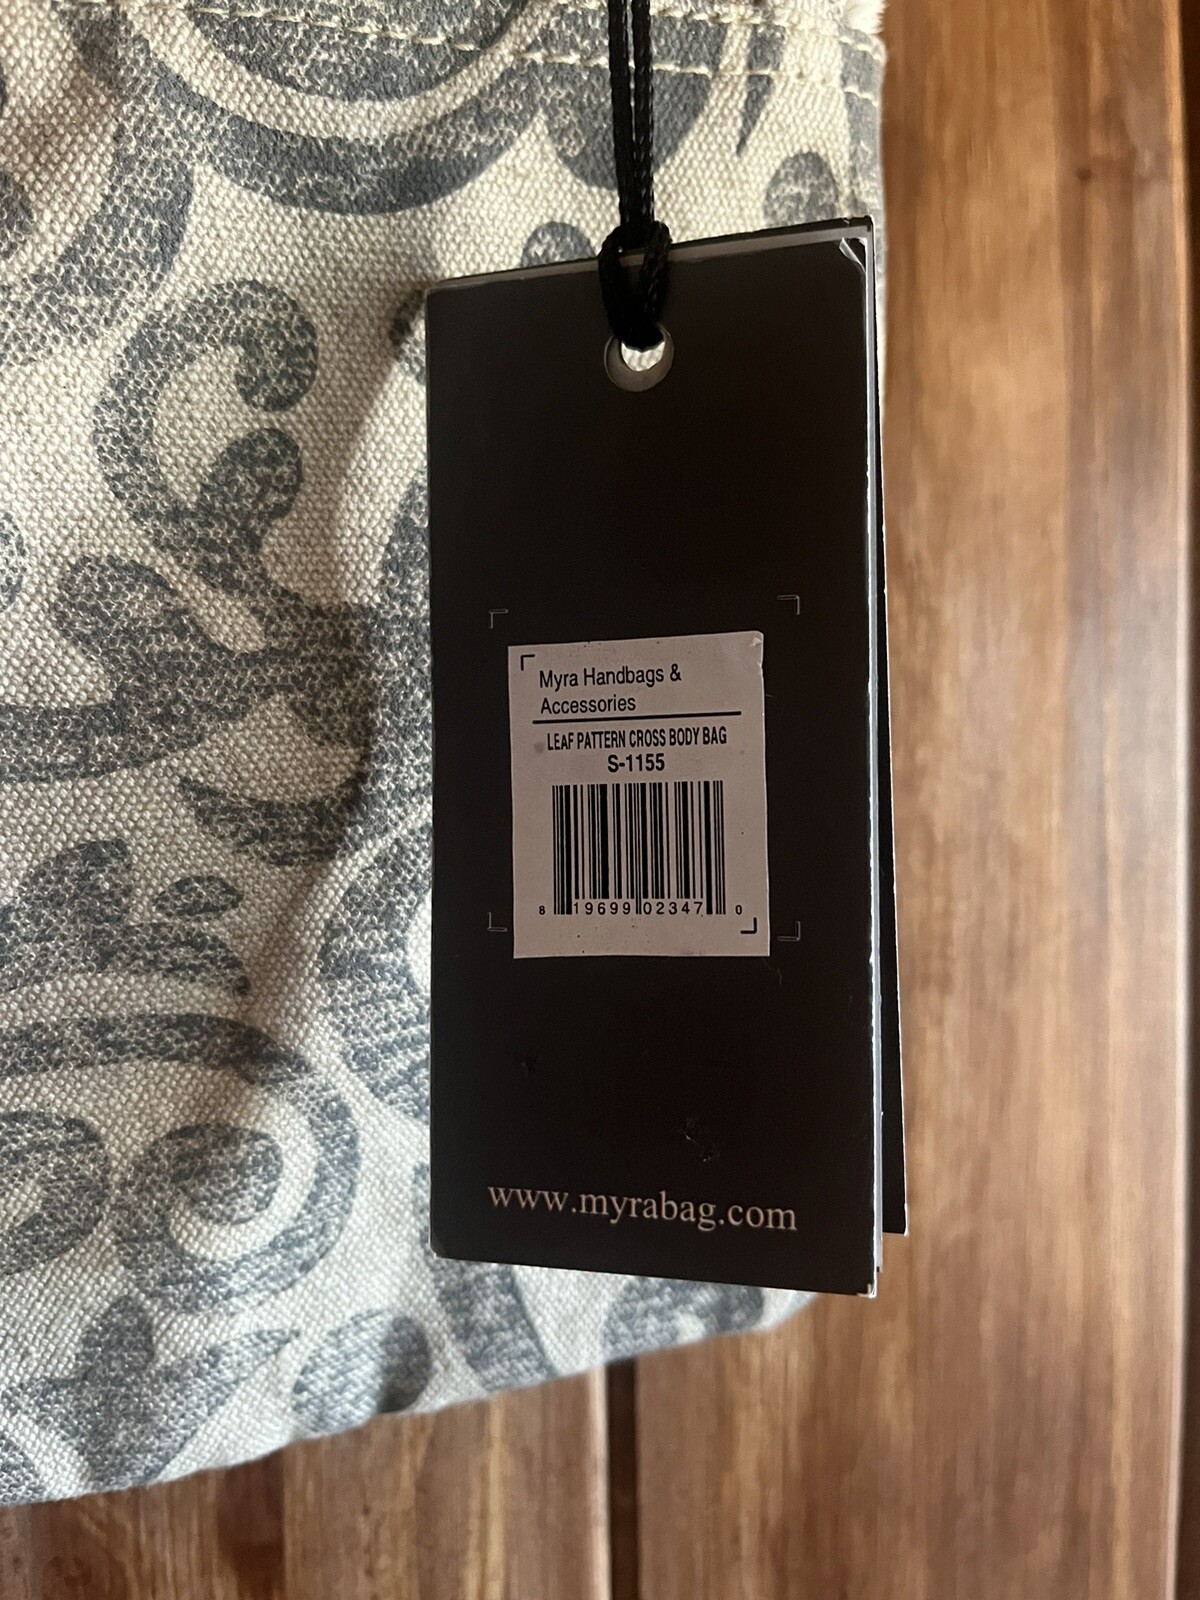 Myra Handbags &
Accessories
LEAF PATTERN CROSS BODY BAG
S-1155
8 19699 02347 0
www.myrabag.com